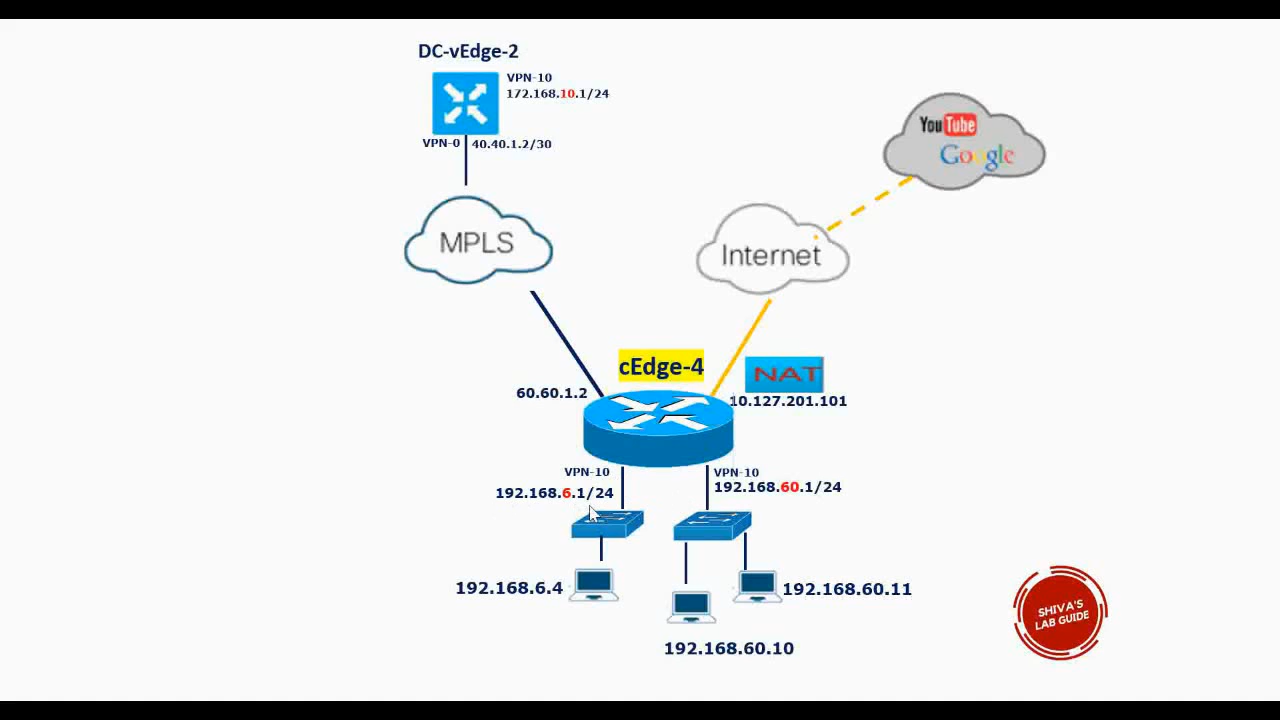 DC-vEdge-2
VPN-10
172.168.10.1/24
VPN-0
40.40.1.2/30
YouTube
Google
MPLS
Internet
cEdge-4
NAT
60.60.1.2
10.127.201.101
VPN-10
192.168.6.1/24
VPN-10
192.168.60.1/24
192.168.6.4
192.168.60.11
192.168.60.10
SHIVA'S
LAB GUIDE